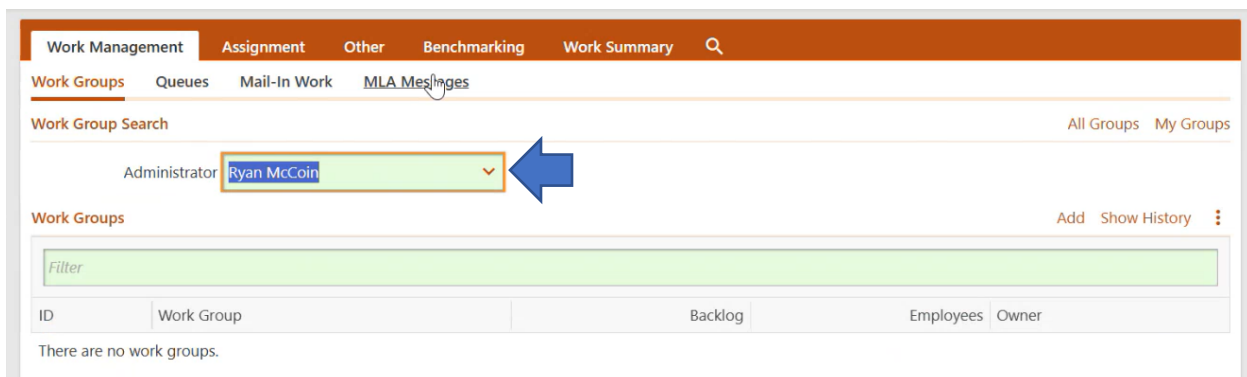 Work Management Assignment Other Benchmarking Work Summary
Work Groups Queues Mail-In Work MLA Messages
Work Group Search All Groups My Groups
Administrator Ryan McCoin
Work Groups Add Show History
Filter
ID Work Group Backlog Employees Owner
There are no work groups.